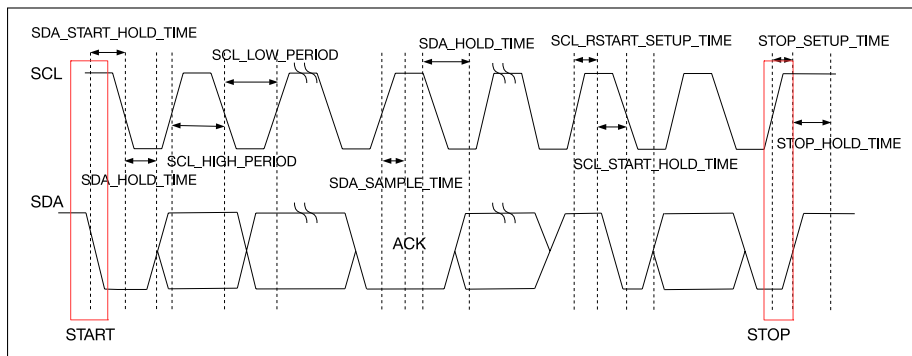 SDA_START_HOLD_TIME
SCL_LOW_PERIOD
SDA_HOLD_TIME
SCL_RSTART_SETUP_TIME
STOP_SETUP_TIME
SCL
SDA_HOLD_TIME
SCL_HIGH_PERIOD
SDA_SAMPLE_TIME
SCL_START_HOLD_TIME
STOP_HOLD_TIME
SDA
ACK
START
STOP